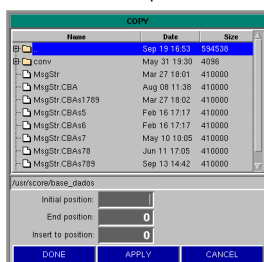 COPY
Name Date Size
.. Sep 19 16:53 594538
conv May 31 19:30 4096
MsgStr Mar 27 18:01 410000
MsgStr.CBA Aug 08 11:38 410000
MsgStr.CBAs1789 Mar 27 18:02 410000
MsgStr.CBAs5 Feb 16 17:17 410000
MsgStr.CBAs6 Feb 16 17:17 410000
MsgStr.CBAs7 May 10 10:05 410000
MsgStr.CBAs78 Jun 11 17:05 410000
MsgStr.CBAs789 Sep 13 14:42 410000
/usr/score/base_dados
Initial position:
End position: 0
Insert to position: 0
DONE APPLY CANCEL